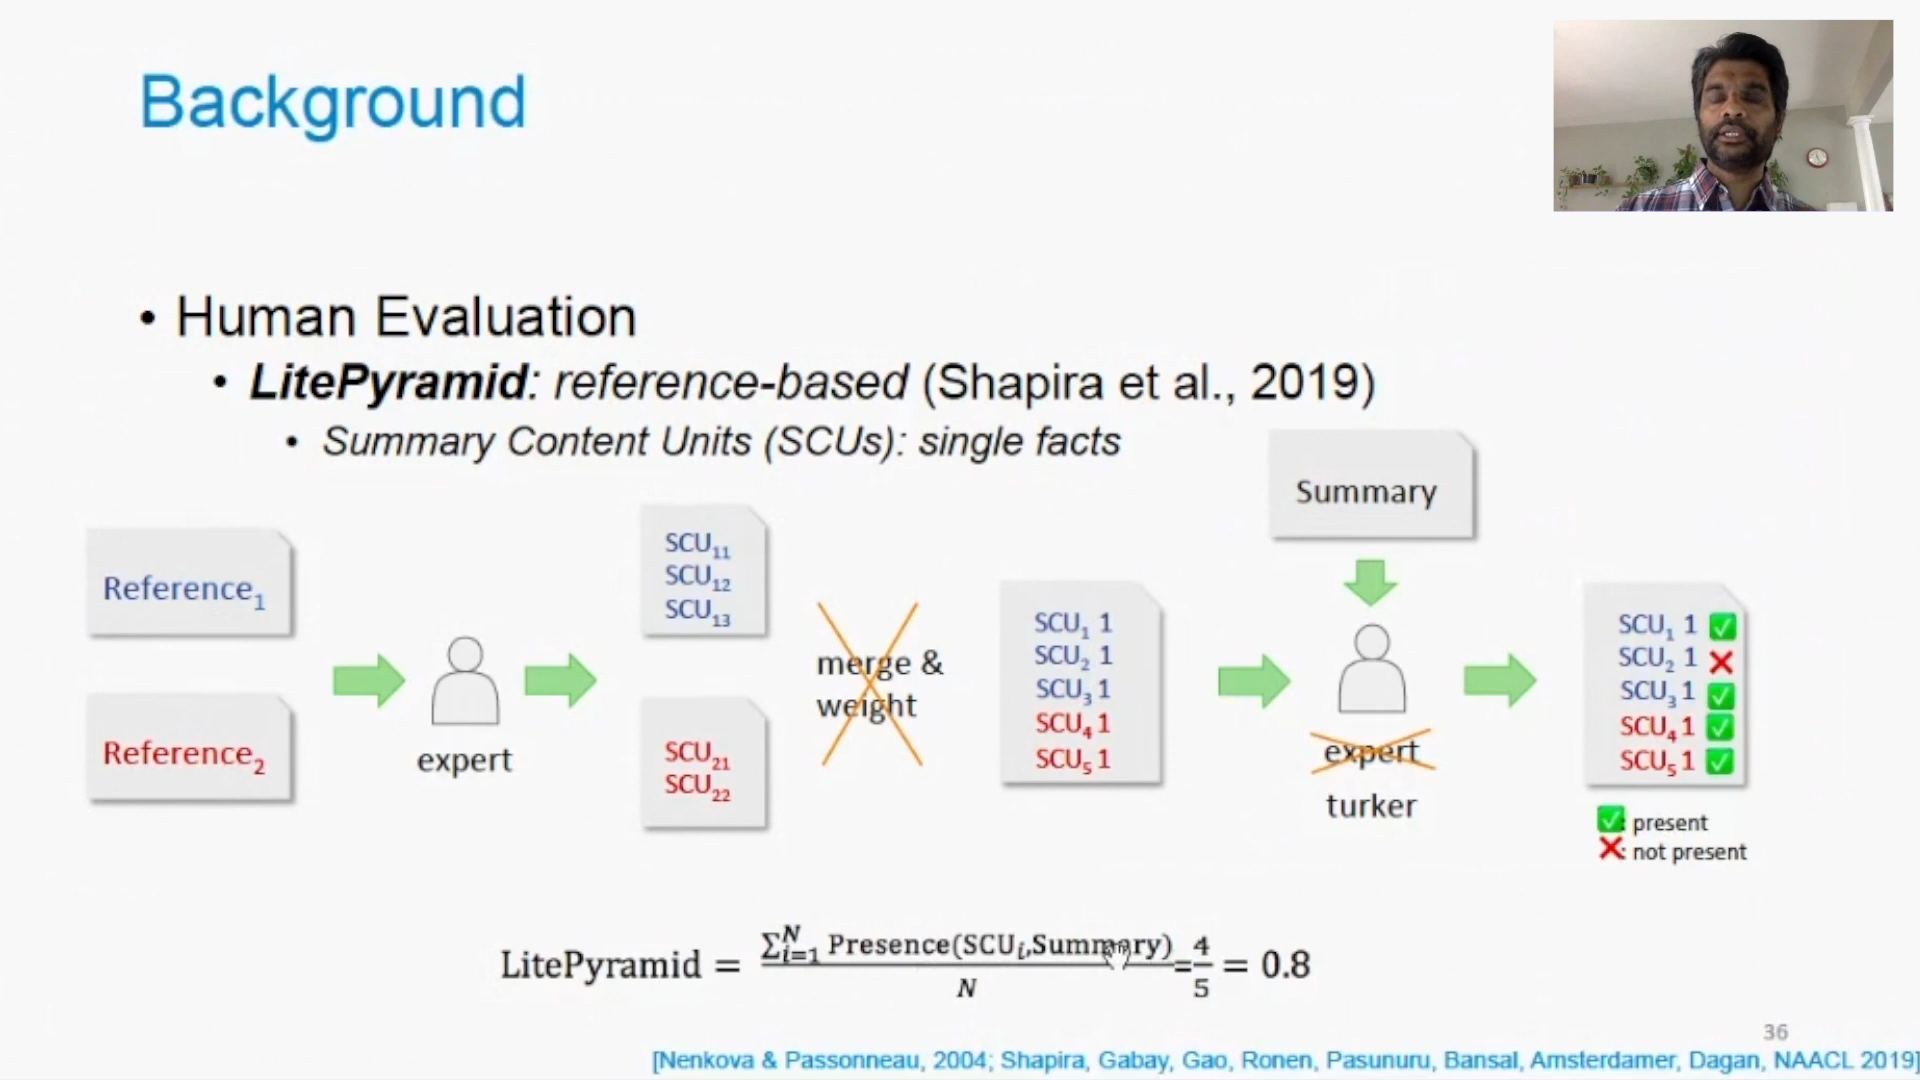 Background
• Human Evaluation
• LitePyramid: reference-based (Shapira et al., 2019)
• Summary Content Units (SCUs): single facts
Reference1
Reference2
expert
SCU11
SCU12
SCU13
SCU21
SCU22
merge &
weight
SCU1 1
SCU2 1
SCU3 1
SCU4 1
SCU5 1
Summary
expert
turker
SCU1 1 ✅
SCU2 1 ❌
SCU3 1 ✅
SCU4 1 ✅
SCU5 1 ✅
✅: present
❌: not present
LitePyramid = ∑_{i=1}^{N} Presence(SCU_i,Summary) / N = 4/5 = 0.8
36
[Nenkova & Passonneau, 2004; Shapira, Gabay, Gao, Ronen, Pasunuru, Bansal, Amsterdamer, Dagan, NAACL 2019]